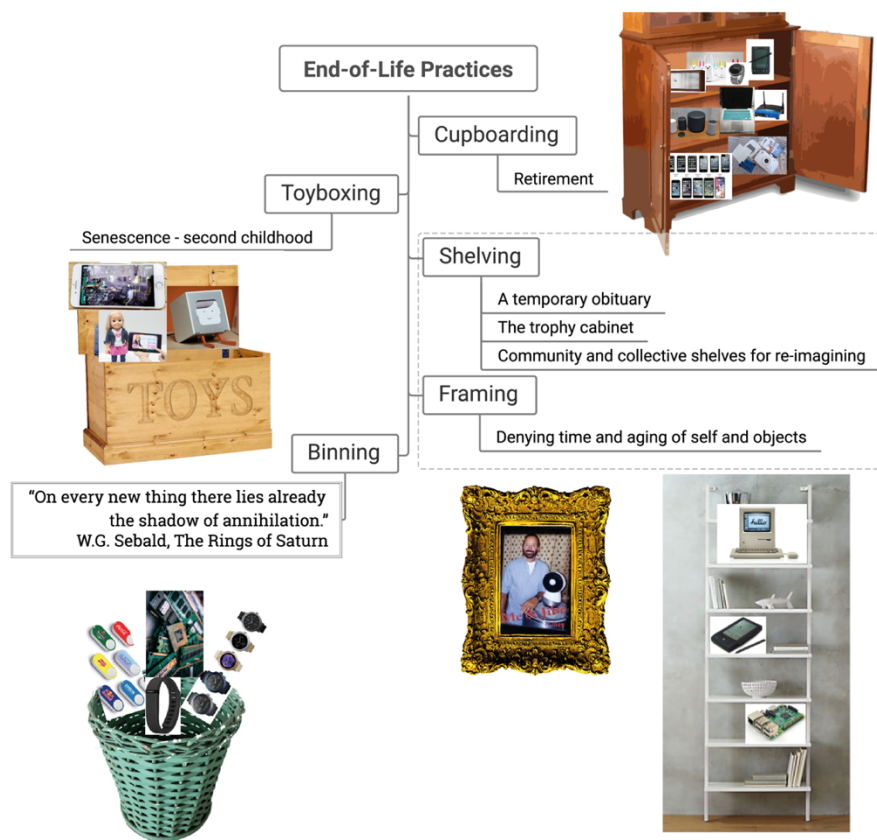 End-of-Life Practices
Cupboarding
Retirement
Toyboxing
Senescence - second childhood
Shelving
A temporary obituary
The trophy cabinet
Community and collective shelves for re-imagining
TOYS
Framing
Denying time and aging of self and objects
Binning
“On every new thing there lies already
the shadow of annihilation.”
W.G. Sebald, The Rings of Saturn
hello